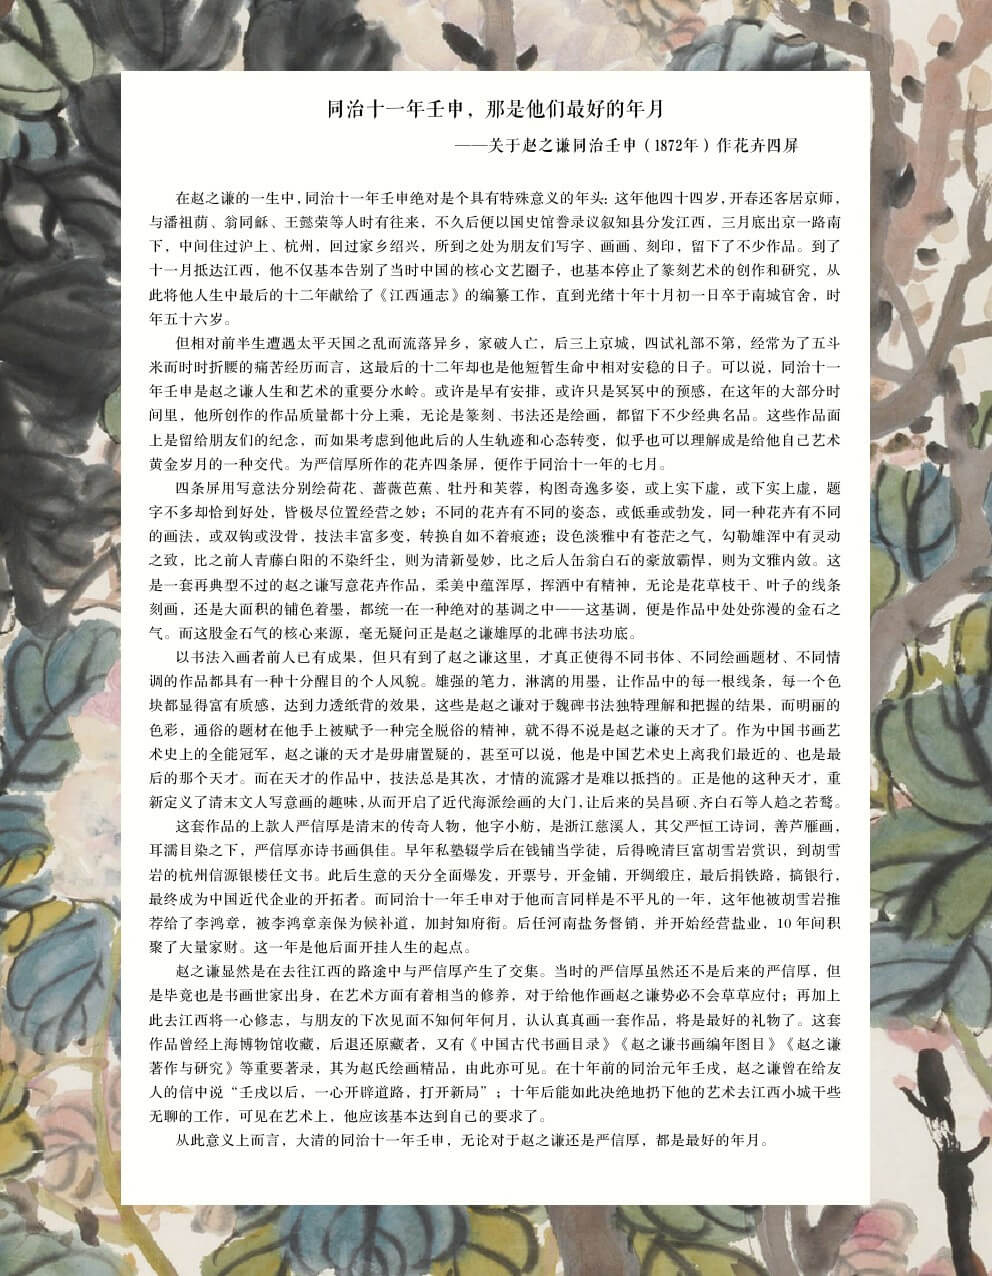 同治十一年壬申，那是他们最好的年月
——关于赵之谦同治壬申（1872年）作花卉四屏
在赵之谦的一生中，同治十一年壬申绝对是个具有特殊意义的年头：这年他四十四岁，开春还客居京师，
与潘祖荫、翁同龢、王懿荣等人时有往来，不久后便以国史馆誊录议叙知县分发江西，三月底出京一路南
下，中间住过沪上、杭州，回过家乡绍兴，所到之处为朋友们写字、画画、刻印，留下了不少作品。到了
十一月抵达江西，他不仅基本告别了当时中国的核心文艺圈子，也基本停止了篆刻艺术的创作和研究，从
此将他人生中最后的十二年献给了《江西通志》的编纂工作，直到光绪十年十月初一日卒于南城官舍，时
年五十六岁。
但相对前半生遭遇太平天国之乱而流落异乡，家破人亡，后三上京城，四试礼部不第，经常为了五斗
米而时时折腰的痛苦经历而言，这最后的十二年却也是他短暂生命中相对安稳的日子。可以说，同治十一
年壬申是赵之谦人生和艺术的重要分水岭。或许是早有安排，或许只是冥冥中的预感，在这年的大部分时
间里，他所创作的作品质量都十分上乘，无论是篆刻、书法还是绘画，都留下不少经典名品。这些作品面
上是留给朋友们的纪念，而如果考虑到他此后的人生轨迹和心态转变，似乎也可以理解成是给他自己艺术
黄金岁月的一种交代。为严信厚所作的花卉四条屏，便作于同治十一年的七月。
四条屏用写意法分别绘荷花、蔷薇芭蕉、牡丹和芙蓉，构图奇逸多姿，或上实下虚，或下实上虚，题
字不多却恰到好处，皆极尽位置经营之妙；不同的花卉有不同的姿态，或低垂或勃发，同一种花卉有不同
的画法，或双钩或没骨，技法丰富多变，转换自如不着痕迹；设色淡雅中有苍茫之气，勾勒雄浑中有灵动
之致，比之前人青藤白阳的不染纤尘，则为清新曼妙，比之后人缶翁白石的豪放霸悍，则为文雅内敛。这
是一套再典型不过的赵之谦写意花卉作品，柔美中蕴浑厚，挥洒中有精神，无论是花草枝干、叶子的线条
刻画，还是大面积的铺色着墨，都统一在一种绝对的基调之中——这基调，便是作品中处处弥漫的金石之
气。而这股金石气的核心来源，毫无疑问正是赵之谦雄厚的北碑书法功底。
以书法入画者前人已有成果，但只有到了赵之谦这里，才真正使得不同书体、不同绘画题材、不同情
调的作品都具有一种十分醒目的个人风貌。雄强的笔力，淋漓的用墨，让作品中的每一根线条，每一个色
块都显得富有质感，达到力透纸背的效果，这些是赵之谦对于魏碑书法独特理解和把握的结果，而明丽的
色彩，通俗的题材在他手上被赋予一种完全脱俗的精神，就不得不说是赵之谦的天才了。作为中国书画艺
术史上的全能冠军，赵之谦的天才是毋庸置疑的，甚至可以说，他是中国艺术史上离我们最近的、也是最
后的那个天才。而在天才的作品中，技法总是其次，才情的流露才是难以抵挡的。正是他的这种天才，重
新定义了清末文人写意画的趣味，从而开启了近代海派绘画的大门，让后来的吴昌硕、齐白石等人趋之若鹜。
这套作品的上款人严信厚是清末的传奇人物，他字小舫，是浙江慈溪人，其父严恒工诗词，善芦雁画，
耳濡目染之下，严信厚亦诗书画俱佳。早年私塾辍学后在钱铺当学徒，后得晚清巨富胡雪岩赏识，到胡雪
岩的杭州信源银楼任文书。此后生意的天分全面爆发，开票号，开金铺，开绸缎庄，最后捐铁路，搞银行，
最终成为中国近代企业的开拓者。而同治十一年壬申对于他而言同样是不平凡的一年，这年他被胡雪岩推
荐给了李鸿章，被李鸿章亲保为候补道，加封知府衔。后任河南盐务督销，并开始经营盐业，10 年间积
聚了大量家财。这一年是他后面开挂人生的起点。
赵之谦显然是在去往江西的路途中与严信厚产生了交集。当时的严信厚虽然还不是后来的严信厚，但
是毕竟也是书画世家出身，在艺术方面有着相当的修养，对于给他作画赵之谦势必不会草草应付；再加上
此去江西将一心修志，与朋友的下次见面不知何年何月，认认真真画一套作品，将是最好的礼物了。这套
作品曾经上海博物馆收藏，后退还原藏者，又有《中国古代书画目录》《赵之谦书画编年图目》《赵之谦
著作与研究》等重要著录，其为赵氏绘画精品，由此亦可见。在十年前的同治元年壬戌，赵之谦曾在给友
人的信中说“壬戌以后，一心开辟道路，打开新局”；十年后能如此决绝地扔下他的艺术去江西小城干些
无聊的工作，可见在艺术上，他应该基本达到自己的要求了。
从此意义上而言，大清的同治十一年壬申，无论对于赵之谦还是严信厚，都是最好的年月。